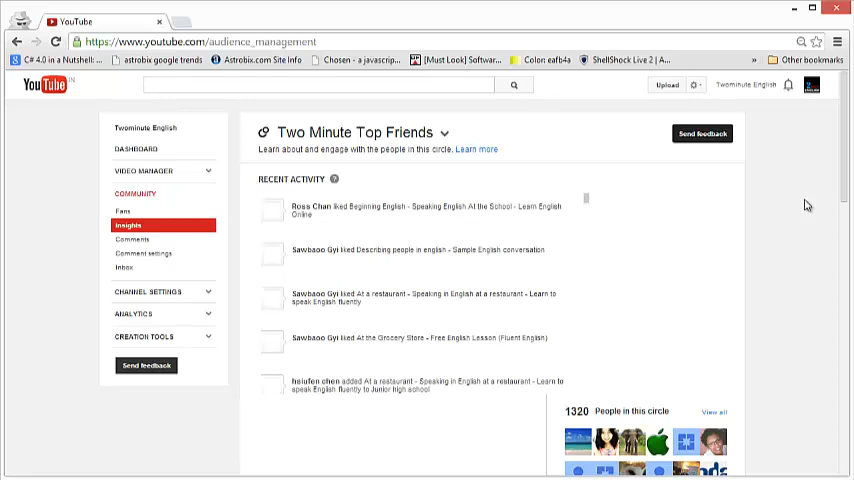 YouTube
https://www.youtube.com/audience_management
C# 4.0 in a Nutshell: ...
astrobix google trends
Astrobix.com Site Info
Chosen - a javascrip...
[Must Look] Softwar...
Colon: eafb4a
ShellShock Live 2 | A...
»
Other bookmarks
YouTube IN
Upload
Twominute English
Twominute English
DASHBOARD
VIDEO MANAGER
COMMUNITY
Fans
Insights
Comments
Comment settings
Inbox
CHANNEL SETTINGS
ANALYTICS
CREATION TOOLS
Send feedback
Two Minute Top Friends
Send feedback
Learn about and engage with the people in this circle. Learn more
RECENT ACTIVITY ?
Ross Chan liked Beginning English - Speaking English At the School - Learn English
Online
Sawbaoo Gyi liked Describing people in english - Sample English conversation
Sawbaoo Gyi liked At a restaurant - Speaking in English at a restaurant - Learn to
speak English fluently
Sawbaoo Gyi liked At the Grocery Store - Free English Lesson (Fluent English)
hsiufen chen added At a restaurant - Speaking in English at a restaurant - Learn to
speak English fluently to Junior high school
1320 People in this circle
View all